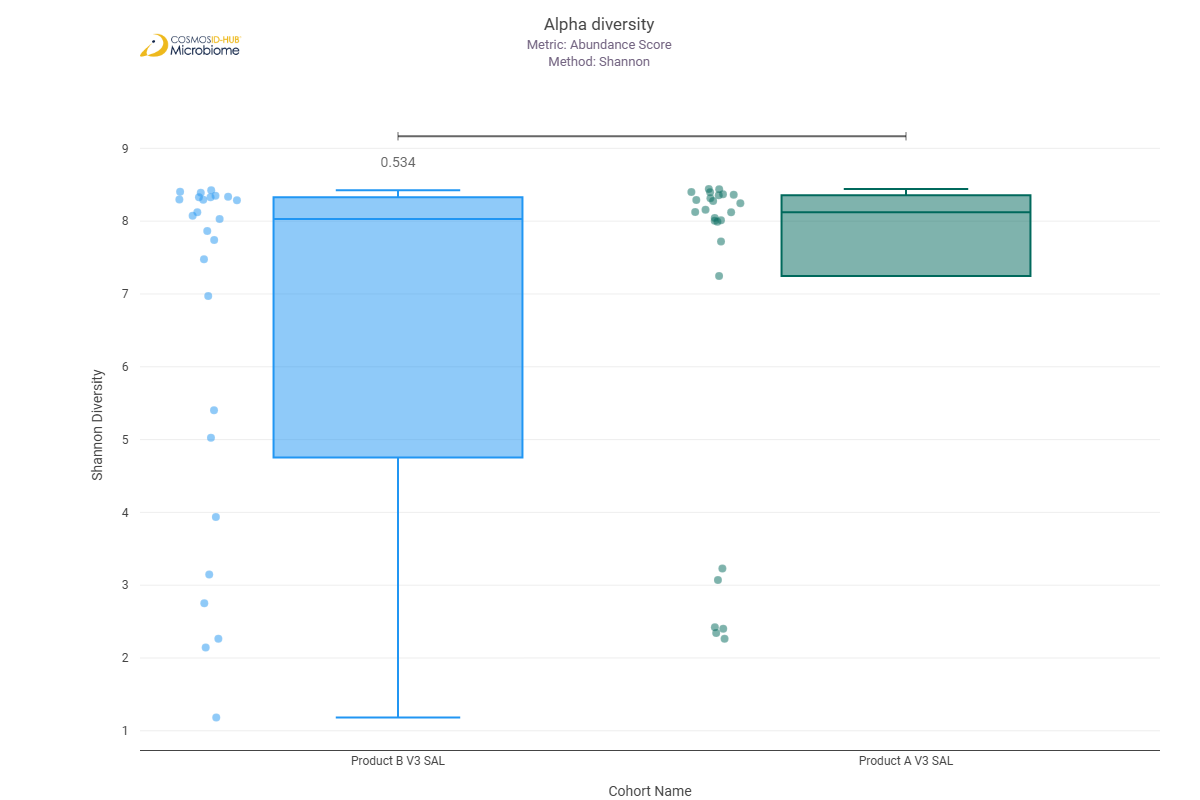 Alpha diversity
Metric: Abundance Score
Method: Shannon
COSMOSID-HUB
Microbiome
0.534
9
8
7
6
5
4
3
2
1
Shannon Diversity
Product B V3 SAL
Product A V3 SAL
Cohort Name